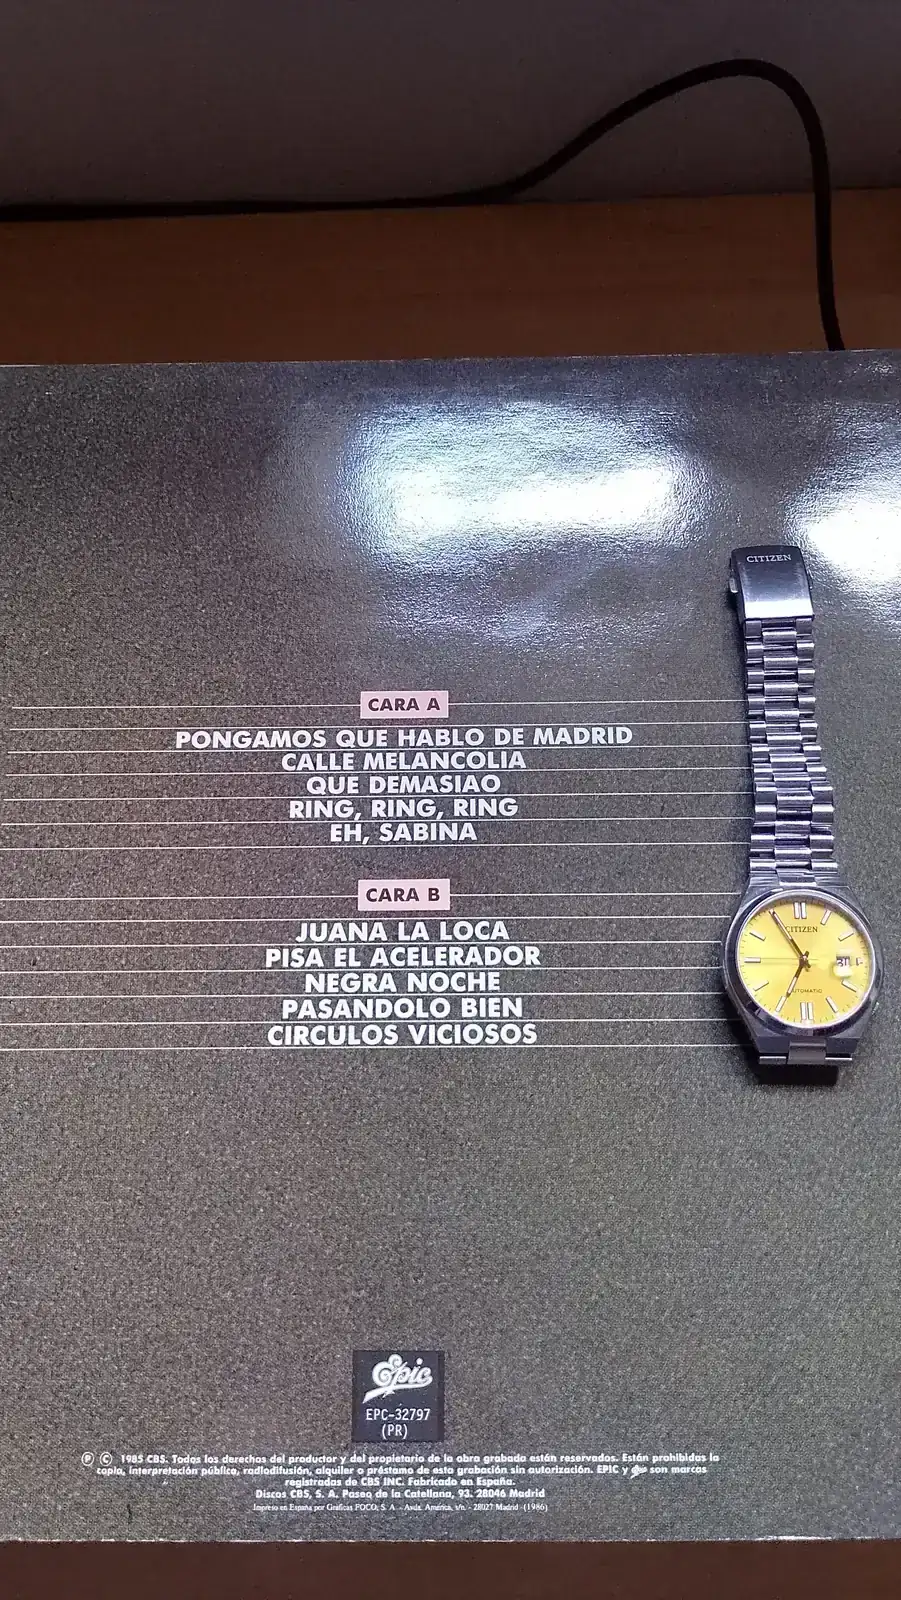 CITIZEN
CARA A
PONGAMOS QUE HABLO DE MADRID
CALLE MELANCOLIA
QUE DEMASIAO
RING, RING, RING
EH, SABINA
CARA B
JUANA LA LOCA
PISA EL ACELERADOR
NEGRA NOCHE
PASANDOLO BIEN
CIRCULOS VICIOSOS
CITIZEN
31
AUTOMATIC
Epic
EPC-32797
(PR)
Ⓟ Ⓒ 1985 CBS. Todos los derechos del productor y del propietario de la obra grabada están reservados. Están prohibidas la
copia, interpretación pública, radiodifusión, alquiler o préstamo de esta grabación sin autorización. EPIC y son marcas
registradas de CBS INC. Fabricado en España.
Discos CBS, S. A. Paseo de la Catellana, 93. 28046 Madrid
Impreso en España por Gráficas FOCO, S. A. - Avda. América, s/n. - 28027 Madrid (1986)